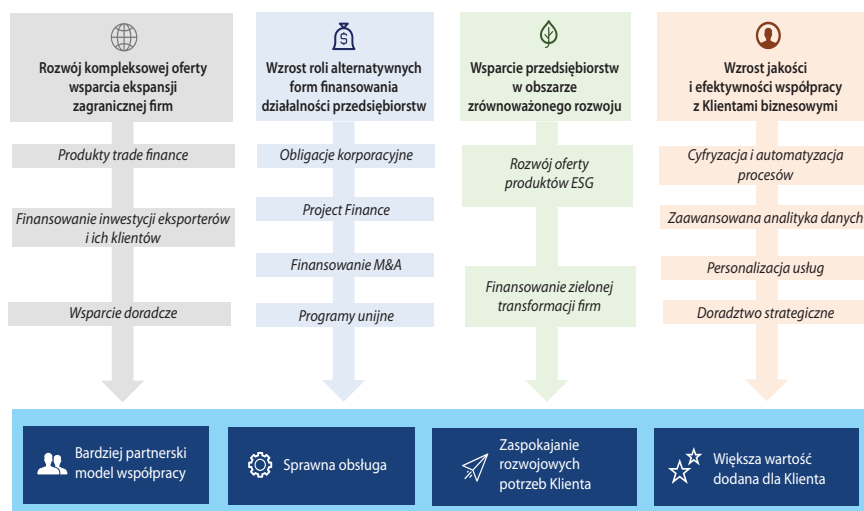 Rozwój kompleksowej oferty
wsparcia ekspansji
zagranicznej firm
Produkty trade finance
Finansowanie inwestycji eksporterów
i ich klientów
Wsparcie doradcze
Wzrost roli alternatywnych
form finansowania
działalności przedsiębiorstw
Obligacje korporacyjne
Project Finance
Finansowanie M&A
Programy unijne
Wsparcie przedsiębiorstw
w obszarze
zrównoważonego rozwoju
Rozwój oferty
produktów ESG
Finansowanie zielonej
transformacji firm
Wzrost jakości
i efektywności współpracy
z Klientami biznesowymi
Cyfryzacja i automatyzacja
procesów
Zaawansowana analityka danych
Personalizacja usług
Doradztwo strategiczne
Bardziej partnerski
model współpracy
Sprawna obsługa
Zaspokajanie
rozwojowych
potrzeb Klienta
Większa wartość
dodana dla Klienta